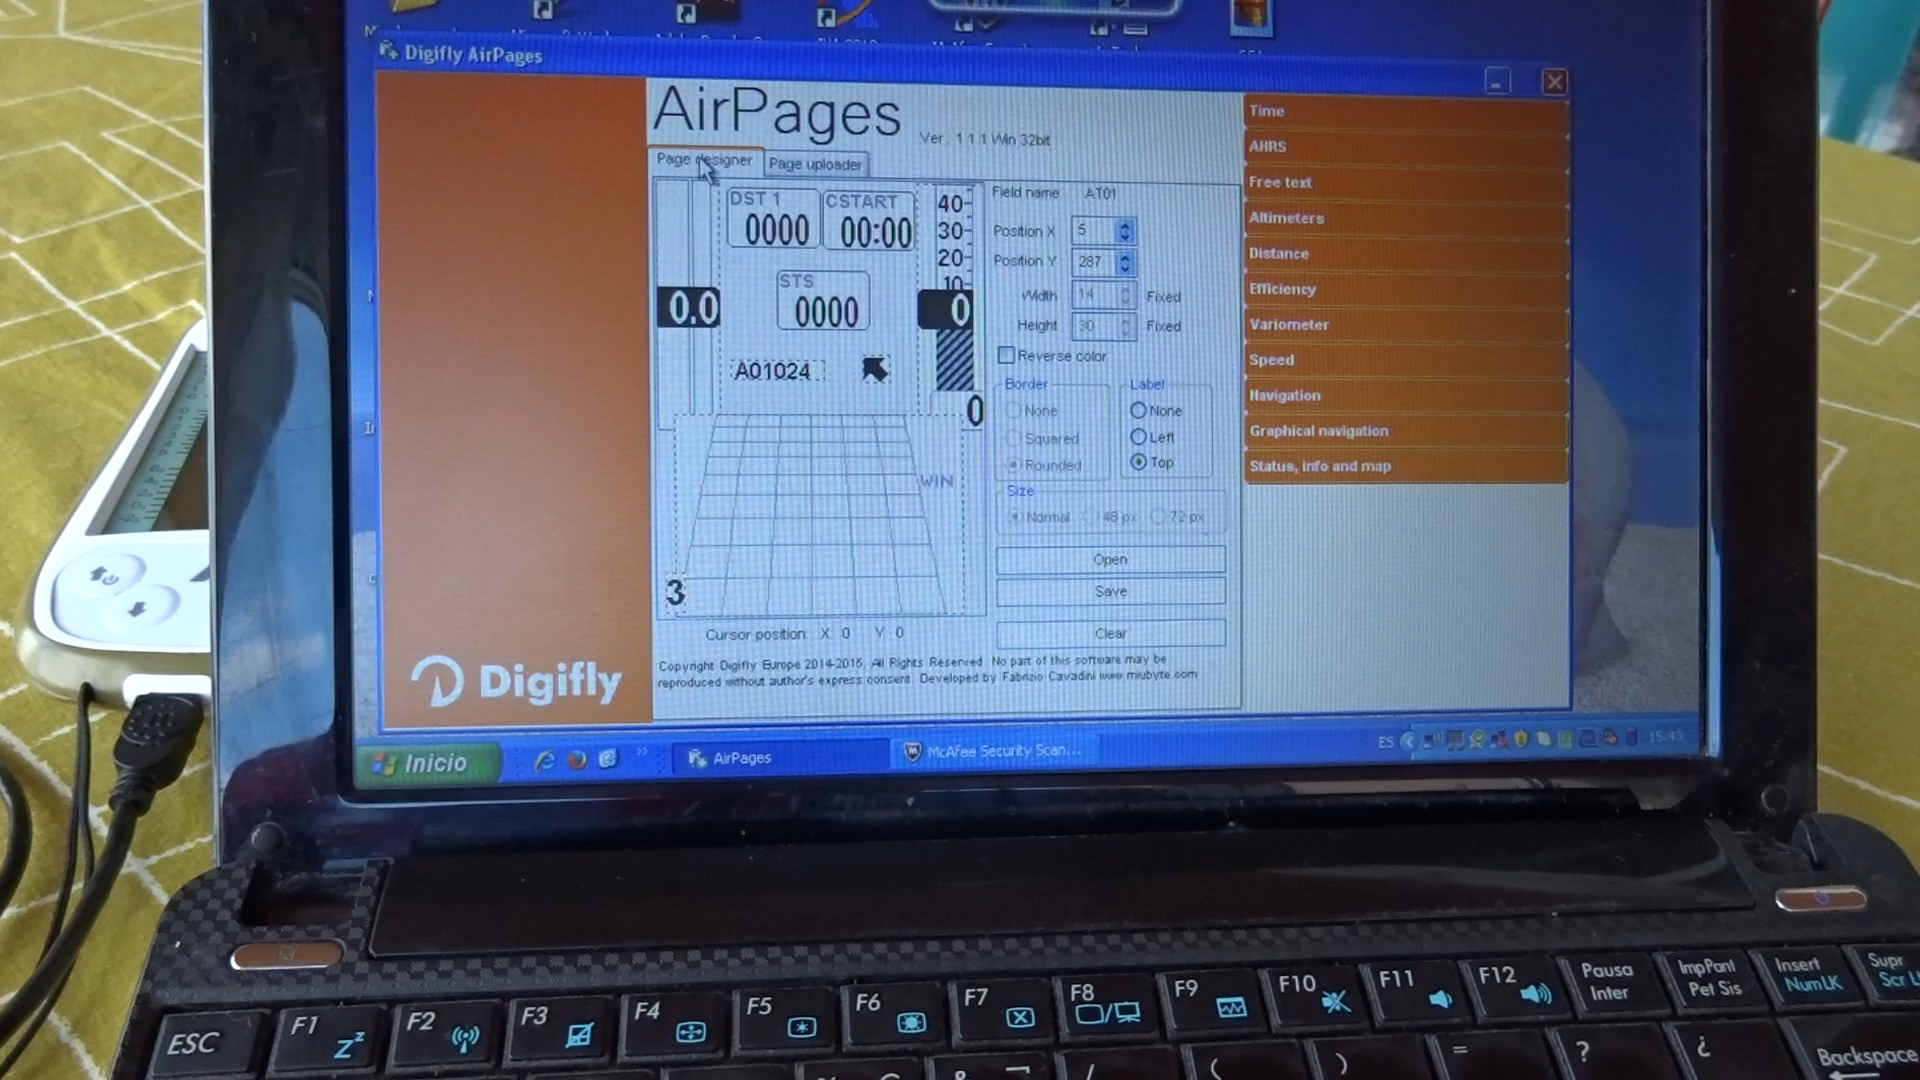 Digifly AirPages
AirPages
Ver. 1 1 1 Win 32bit
Page designer
Page uploader
DST 1
0000
CSTART
00:00
STS
0000
0.0
40
30
20
10
0
0
A01024
WIN
3
Cursor position: X: 0 Y: 0
Field name AT01
Position X 5
Position Y 287
Width 14 Fixed
Height 30 Fixed
Reverse color
Border
None
Squared
Rounded
Label
None
Left
Top
Size
Normal 48 px 72 px
Open
Save
Clear
Time
AHRS
Free text
Altimeters
Distance
Efficiency
Variometer
Speed
Navigation
Graphical navigation
Status, info and map
Digifly
Copyright Digifly Europe 2014-2015, All Rights Reserved. No part of this software may be
reproduced without author's express consent. Developed by Fabrizio Cavadini www miubyte.com
Inicio
AirPages
McAfee Security Scan...
ES
15:43
ESC
F1
Zz
F2
F3
F4
F5
F6
F7
F8
F9
F10
F11
F12
Pausa
Inter
ImpPant
Pet Sis
Insert
NumLK
Supr
Scr L
Backspace
=
?
¿
(
)